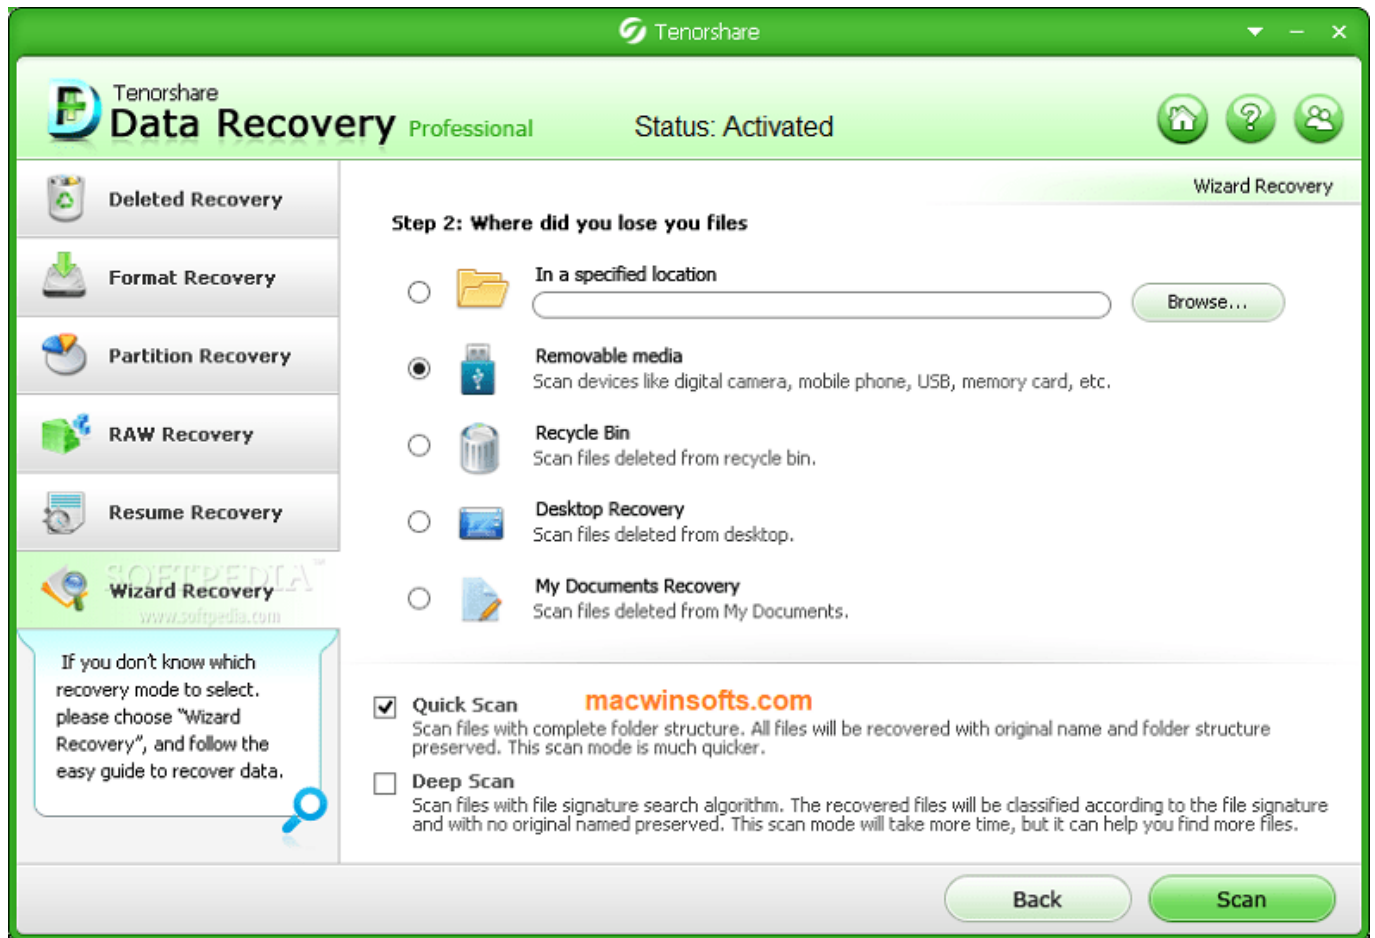 Tenorshare
Tenorshare
Data Recovery Professional
Status: Activated
Deleted Recovery
Format Recovery
Partition Recovery
RAW Recovery
Resume Recovery
SOFTPEDIA™
Wizard Recovery
www.softpedia.com
If you don't know which
recovery mode to select.
please choose "Wizard
Recovery", and follow the
easy guide to recover data.
Wizard Recovery
Step 2: Where did you lose you files
In a specified location
Browse...
Removable media
Scan devices like digital camera, mobile phone, USB, memory card, etc.
Recycle Bin
Scan files deleted from recycle bin.
Desktop Recovery
Scan files deleted from desktop.
My Documents Recovery
Scan files deleted from My Documents.
Quick Scan
macwinsofts.com
Scan files with complete folder structure. All files will be recovered with original name and folder structure
preserved. This scan mode is much quicker.
Deep Scan
Scan files with file signature search algorithm. The recovered files will be classified according to the file signature
and with no original named preserved. This scan mode will take more time, but it can help you find more files.
Back
Scan